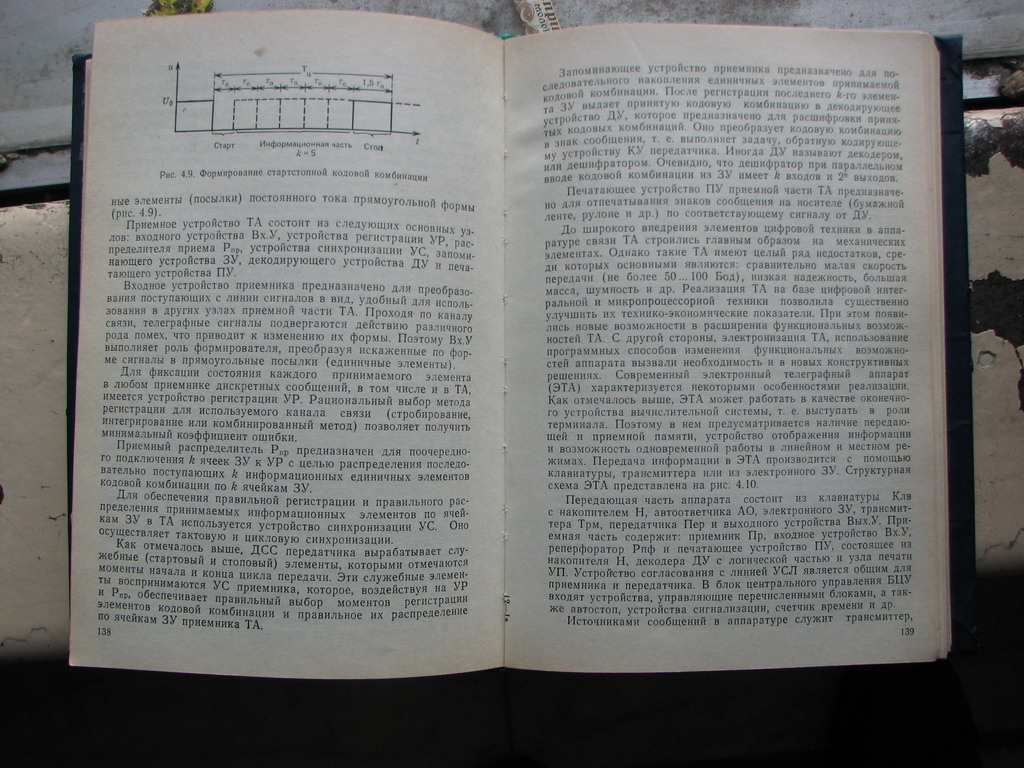 u
Tц
τ0 τ0 τ0 τ0 τ0 τ0 1,5 τ0
U0
t
Старт Информационная часть Стоп
k = 5
Рис. 4.9. Формирование стартстопной кодовой комбинации
ные элементы (посылки) постоянного тока прямоугольной формы
(рис. 4.9).
Приемное устройство ТА состоит из следующих основных уз-
лов: входного устройства Вх.У, устройства регистрации УР, рас-
пределителя приема Рпр, устройства синхронизации УС, запоми-
нающего устройства ЗУ, декодирующего устройства ДУ и печа-
тающего устройства ПУ.
Входное устройство приемника предназначено для преобразо-
вания поступающих с линии сигналов в вид, удобный для исполь-
зования в других узлах приемной части ТА. Проходя по каналу
связи, телеграфные сигналы подвергаются действию различного
рода помех, что приводит к изменению их формы. Поэтому Вх.У
выполняет роль формирователя, преобразуя искаженные по фор-
ме сигналы в прямоугольные посылки (единичные элементы).
Для фиксации состояния каждого принимаемого элемента
в любом приемнике дискретных сообщений, в том числе и в ТА,
имеется устройство регистрации УР. Рациональный выбор метода
регистрации для используемого канала связи (стробирование,
интегрирование или комбинированный метод) позволяет получить
минимальный коэффициент ошибки.
Приемный распределитель Рпр предназначен для поочередно-
го подключения k ячеек ЗУ к УР с целью распределения последо-
вательно поступающих k информационных единичных элементов
кодовой комбинации по k ячейкам ЗУ.
Для обеспечения правильной регистрации и правильного рас-
пределения принимаемых информационных элементов по ячей-
кам ЗУ в ТА используется устройство синхронизации УС. Оно
осуществляет тактовую и цикловую синхронизации.
Как отмечалось выше, ДСС передатчика вырабатывает слу-
жебные (стартовый и стоповый) элементы, которыми отмечаются
моменты начала и конца цикла передачи. Эти служебные элемен-
ты воспринимаются УС приемника, которое, воздействуя на УР
и Рпр, обеспечивает правильный выбор моментов регистрации
элементов кодовой комбинации и правильное их распределение
по ячейкам ЗУ приемника ТА.
138
Запоминающее устройство приемника предназначено для по-
следовательного накопления единичных элементов принимаемой
кодовой комбинации. После регистрации последнего k-го элемен-
та ЗУ выдает принятую кодовую комбинацию в декодирующее
устройство ДУ, которое предназначено для расшифровки приня-
тых кодовых комбинаций. Оно преобразует кодовую комбинацию
в знак сообщения, т. е. выполняет задачу, обратную кодирующе-
му устройству КУ передатчика. Иногда ДУ называют декодером,
или дешифратором. Очевидно, что дешифратор при параллельном
вводе кодовой комбинации из ЗУ имеет k входов и 2ᵏ выходов.
Печатающее устройство ПУ приемной части ТА предназначе-
но для отпечатывания знаков сообщения на носителе (бумажной
ленте, рулоне и др.) по соответствующему сигналу от ДУ.
До широкого внедрения элементов цифровой техники в аппа-
ратуре связи ТА строились главным образом на механических
элементах. Однако такие ТА имеют целый ряд недостатков, сре-
ди которых основными являются: сравнительно малая скорость
передачи (не более 50...100 Бод), низкая надежность, большая
масса, шумность и др. Реализация ТА на базе цифровой интег-
ральной и микропроцессорной техники позволила существенно
улучшить их технико-экономические показатели. При этом появи-
лись новые возможности в расширении функциональных возмож-
ностей ТА. С другой стороны, электронизация ТА, использование
программных способов изменения функциональных возможно-
стей аппарата вызвали необходимость и в новых конструктивных
решениях. Современный электронный телеграфный аппарат
(ЭТА) характеризуется некоторыми особенностями реализации.
Как отмечалось выше, ЭТА может работать в качестве оконечно-
го устройства вычислительной системы, т. е. выступать в роли
терминала. Поэтому в нем предусматривается наличие передаю-
щей и приемной памяти, устройство отображения информации
и возможность одновременной работы в линейном и местном ре-
жимах. Передача информации в ЭТА производится с помощью
клавиатуры, трансмиттера или из электронного ЗУ. Структурная
схема ЭТА представлена на рис. 4.10.
Передающая часть аппарата состоит из клавиатуры Клв
с накопителем Н, автоответчика АО, электронного ЗУ, трансмит-
тера Трм, передатчика Пер и выходного устройства Вых.У. При-
емная часть содержит: приемник Пр, входное устройство Вх.У,
реперфоратор Рпф и печатающее устройство ПУ, состоящее из
накопителя Н, декодера ДУ с логической частью и узла печати
УП. Устройство согласования с линией УСЛ является общим для
приемника и передатчика. В блок центрального управления БЦУ
входят устройства, управляющие перечисленными блоками, а так-
же автостоп, устройства сигнализации, счетчик времени и др.
Источниками сообщений в аппаратуре служит трансмиттер,
139